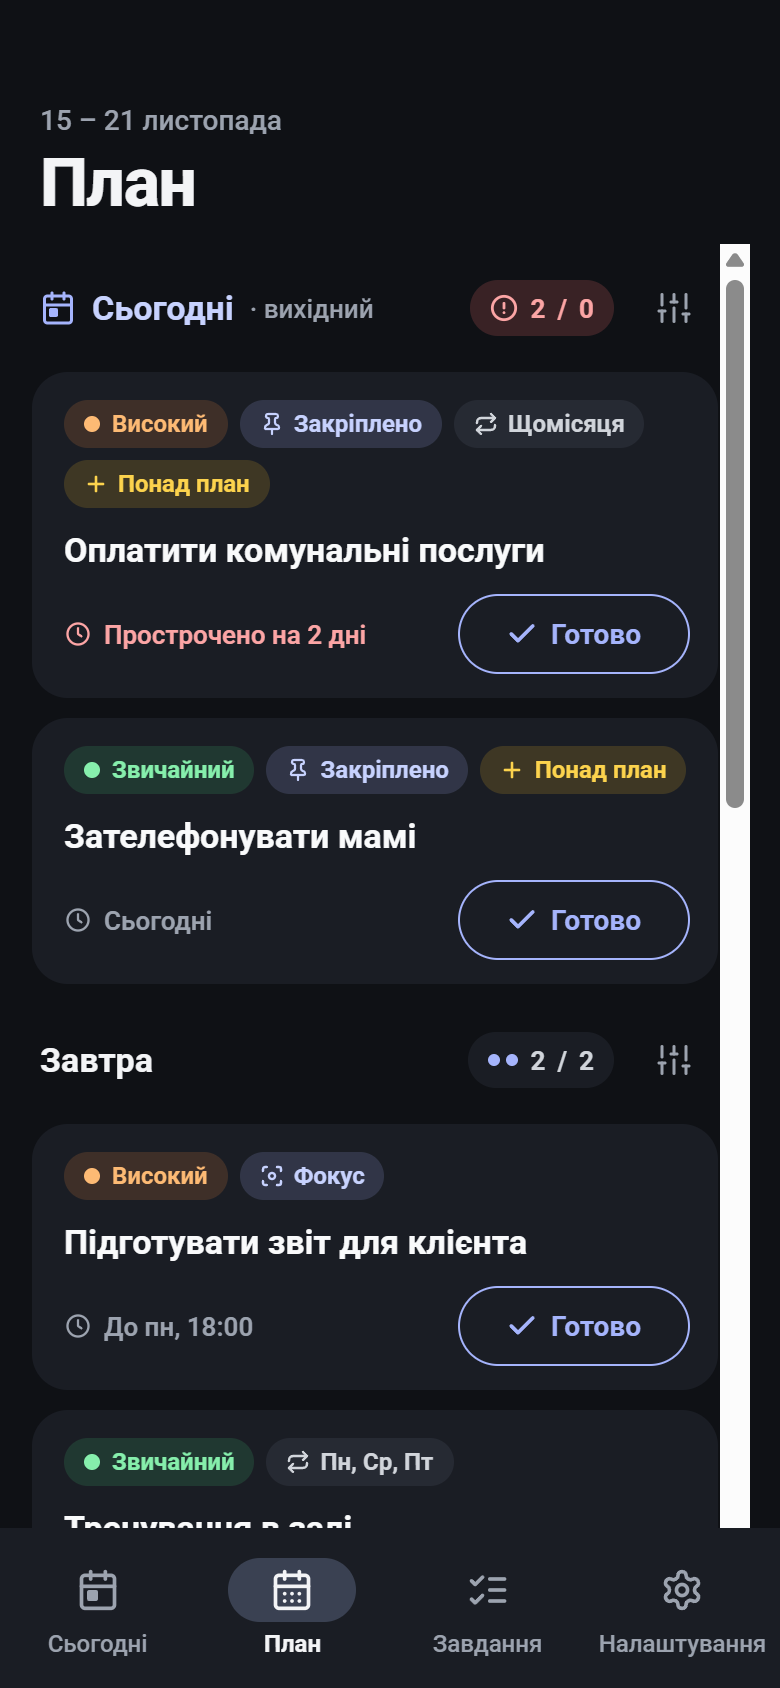 15 – 21 листопада
План
Сьогодні · вихідний 2 / 0
Високий Закріплено Щомісяця
Понад план
Оплатити комунальні послуги
Прострочено на 2 дні Готово
Звичайний Закріплено Понад план
Зателефонувати мамі
Сьогодні Готово
Завтра 2 / 2
Високий Фокус
Підготувати звіт для клієнта
До пн, 18:00 Готово
Звичайний Пн, Ср, Пт
Тренування в залі
Сьогодні План Завдання Налаштування